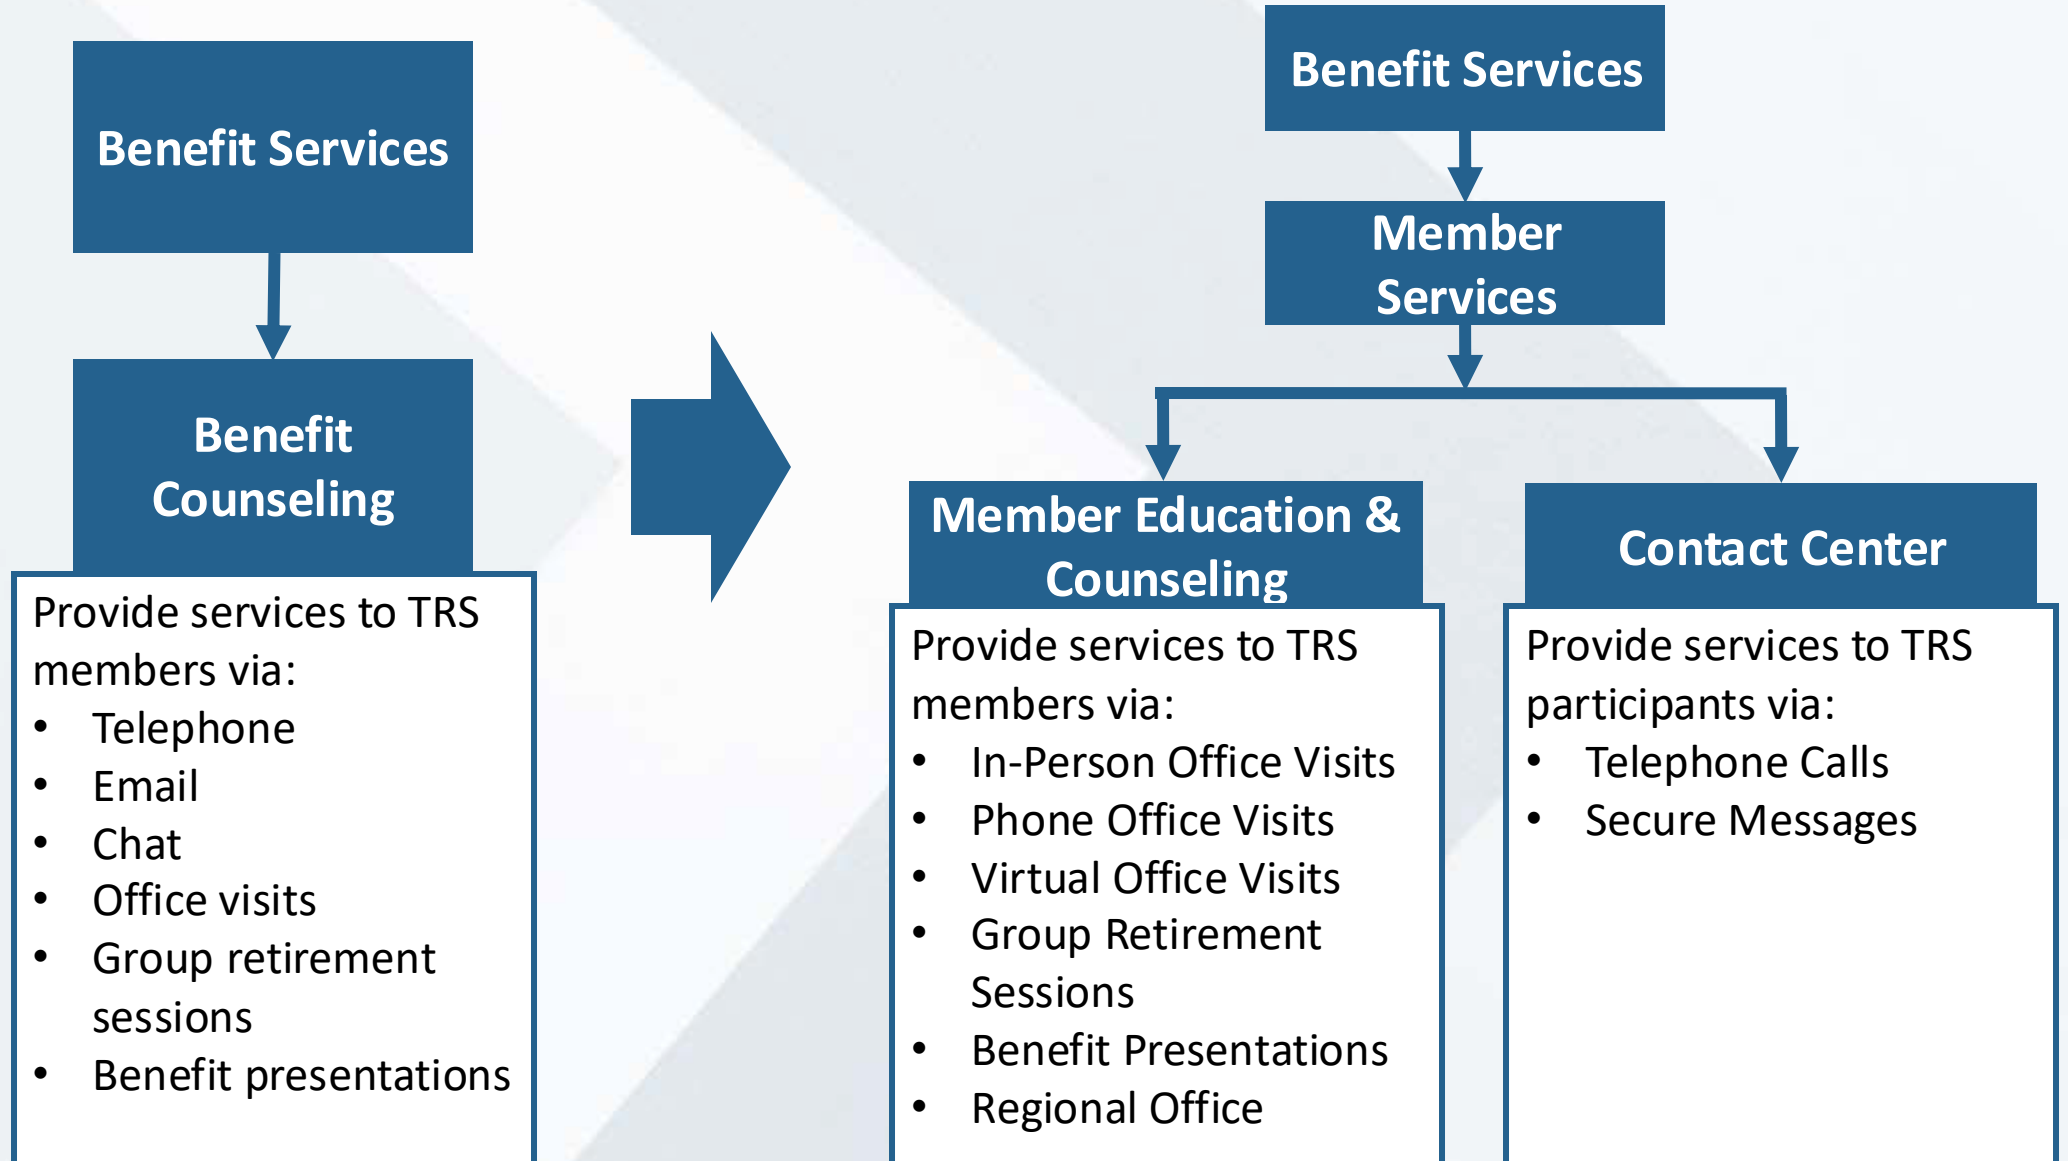 Benefit Services
Benefit
Counseling
Provide services to TRS
members via:
• Telephone
• Email
• Chat
• Office visits
• Group retirement
sessions
• Benefit presentations
Benefit Services
Member
Services
Member Education &
Counseling
Provide services to TRS
members via:
• In-Person Office Visits
• Phone Office Visits
• Virtual Office Visits
• Group Retirement
Sessions
• Benefit Presentations
• Regional Office
Contact Center
Provide services to TRS
participants via:
• Telephone Calls
• Secure Messages